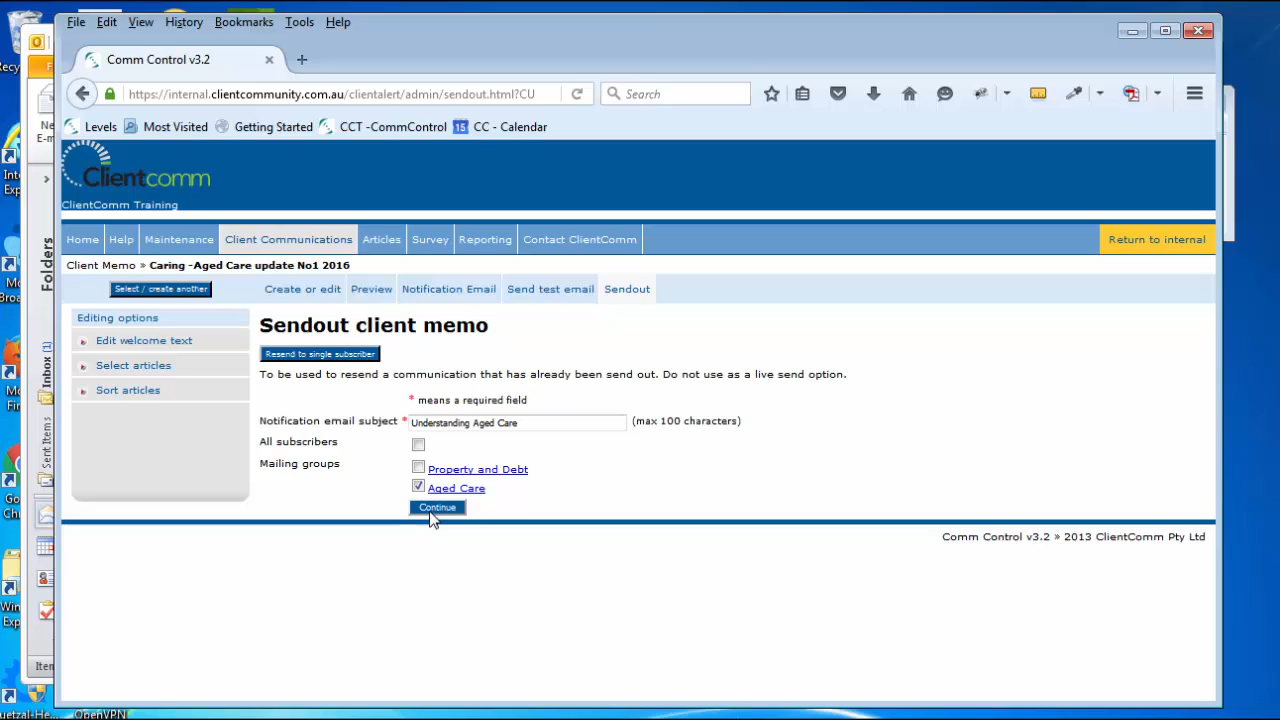 File Edit View History Bookmarks Tools Help
Comm Control v3.2
https://internal.clientcommunity.com.au/clientalert/admin/sendout.html?CU
Search
Levels Most Visited Getting Started CCT -CommControl 15 CC - Calendar
Clientcomm
ClientComm Training
Home Help Maintenance Client Communications Articles Survey Reporting Contact ClientComm Return to internal
Client Memo » Caring -Aged Care update No1 2016
Select / create another Create or edit Preview Notification Email Send test email Sendout
Editing options
Edit welcome text
Select articles
Sort articles
Sendout client memo
Resend to single subscriber
To be used to resend a communication that has already been send out. Do not use as a live send option.
* means a required field
Notification email subject * Understanding Aged Care (max 100 characters)
All subscribers
Mailing groups
Property and Debt
Aged Care
Continue
Comm Control v3.2 » 2013 ClientComm Pty Ltd
Folders
Inbox (1)
Sent Items
OpenVPN